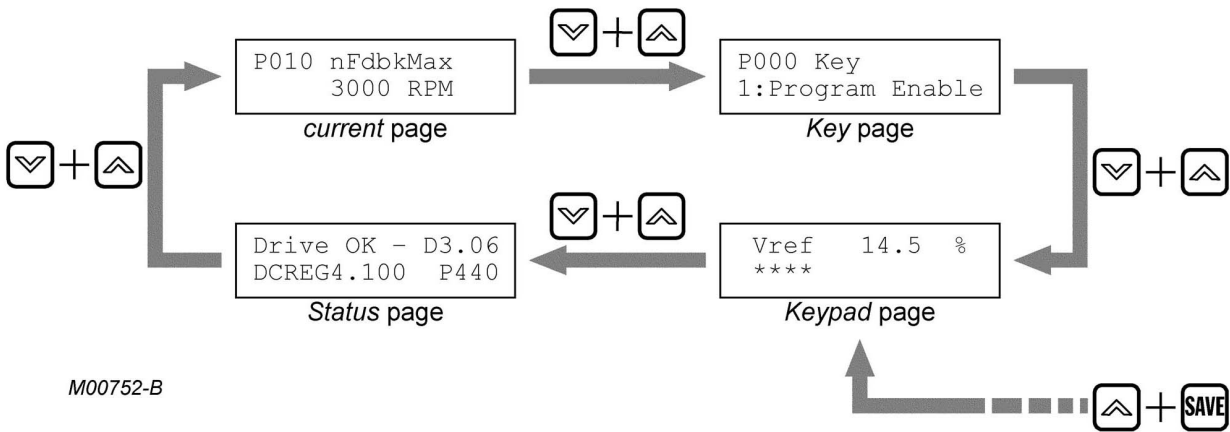 +
P010 nFdbkMax
3000 RPM
current page
P000 Key
1:Program Enable
Key page
+
+
+
Drive OK - D3.06
DCREG4.100 P440
Status page
Vref 14.5 %
****
Keypad page
M00752-B
+ SAVE